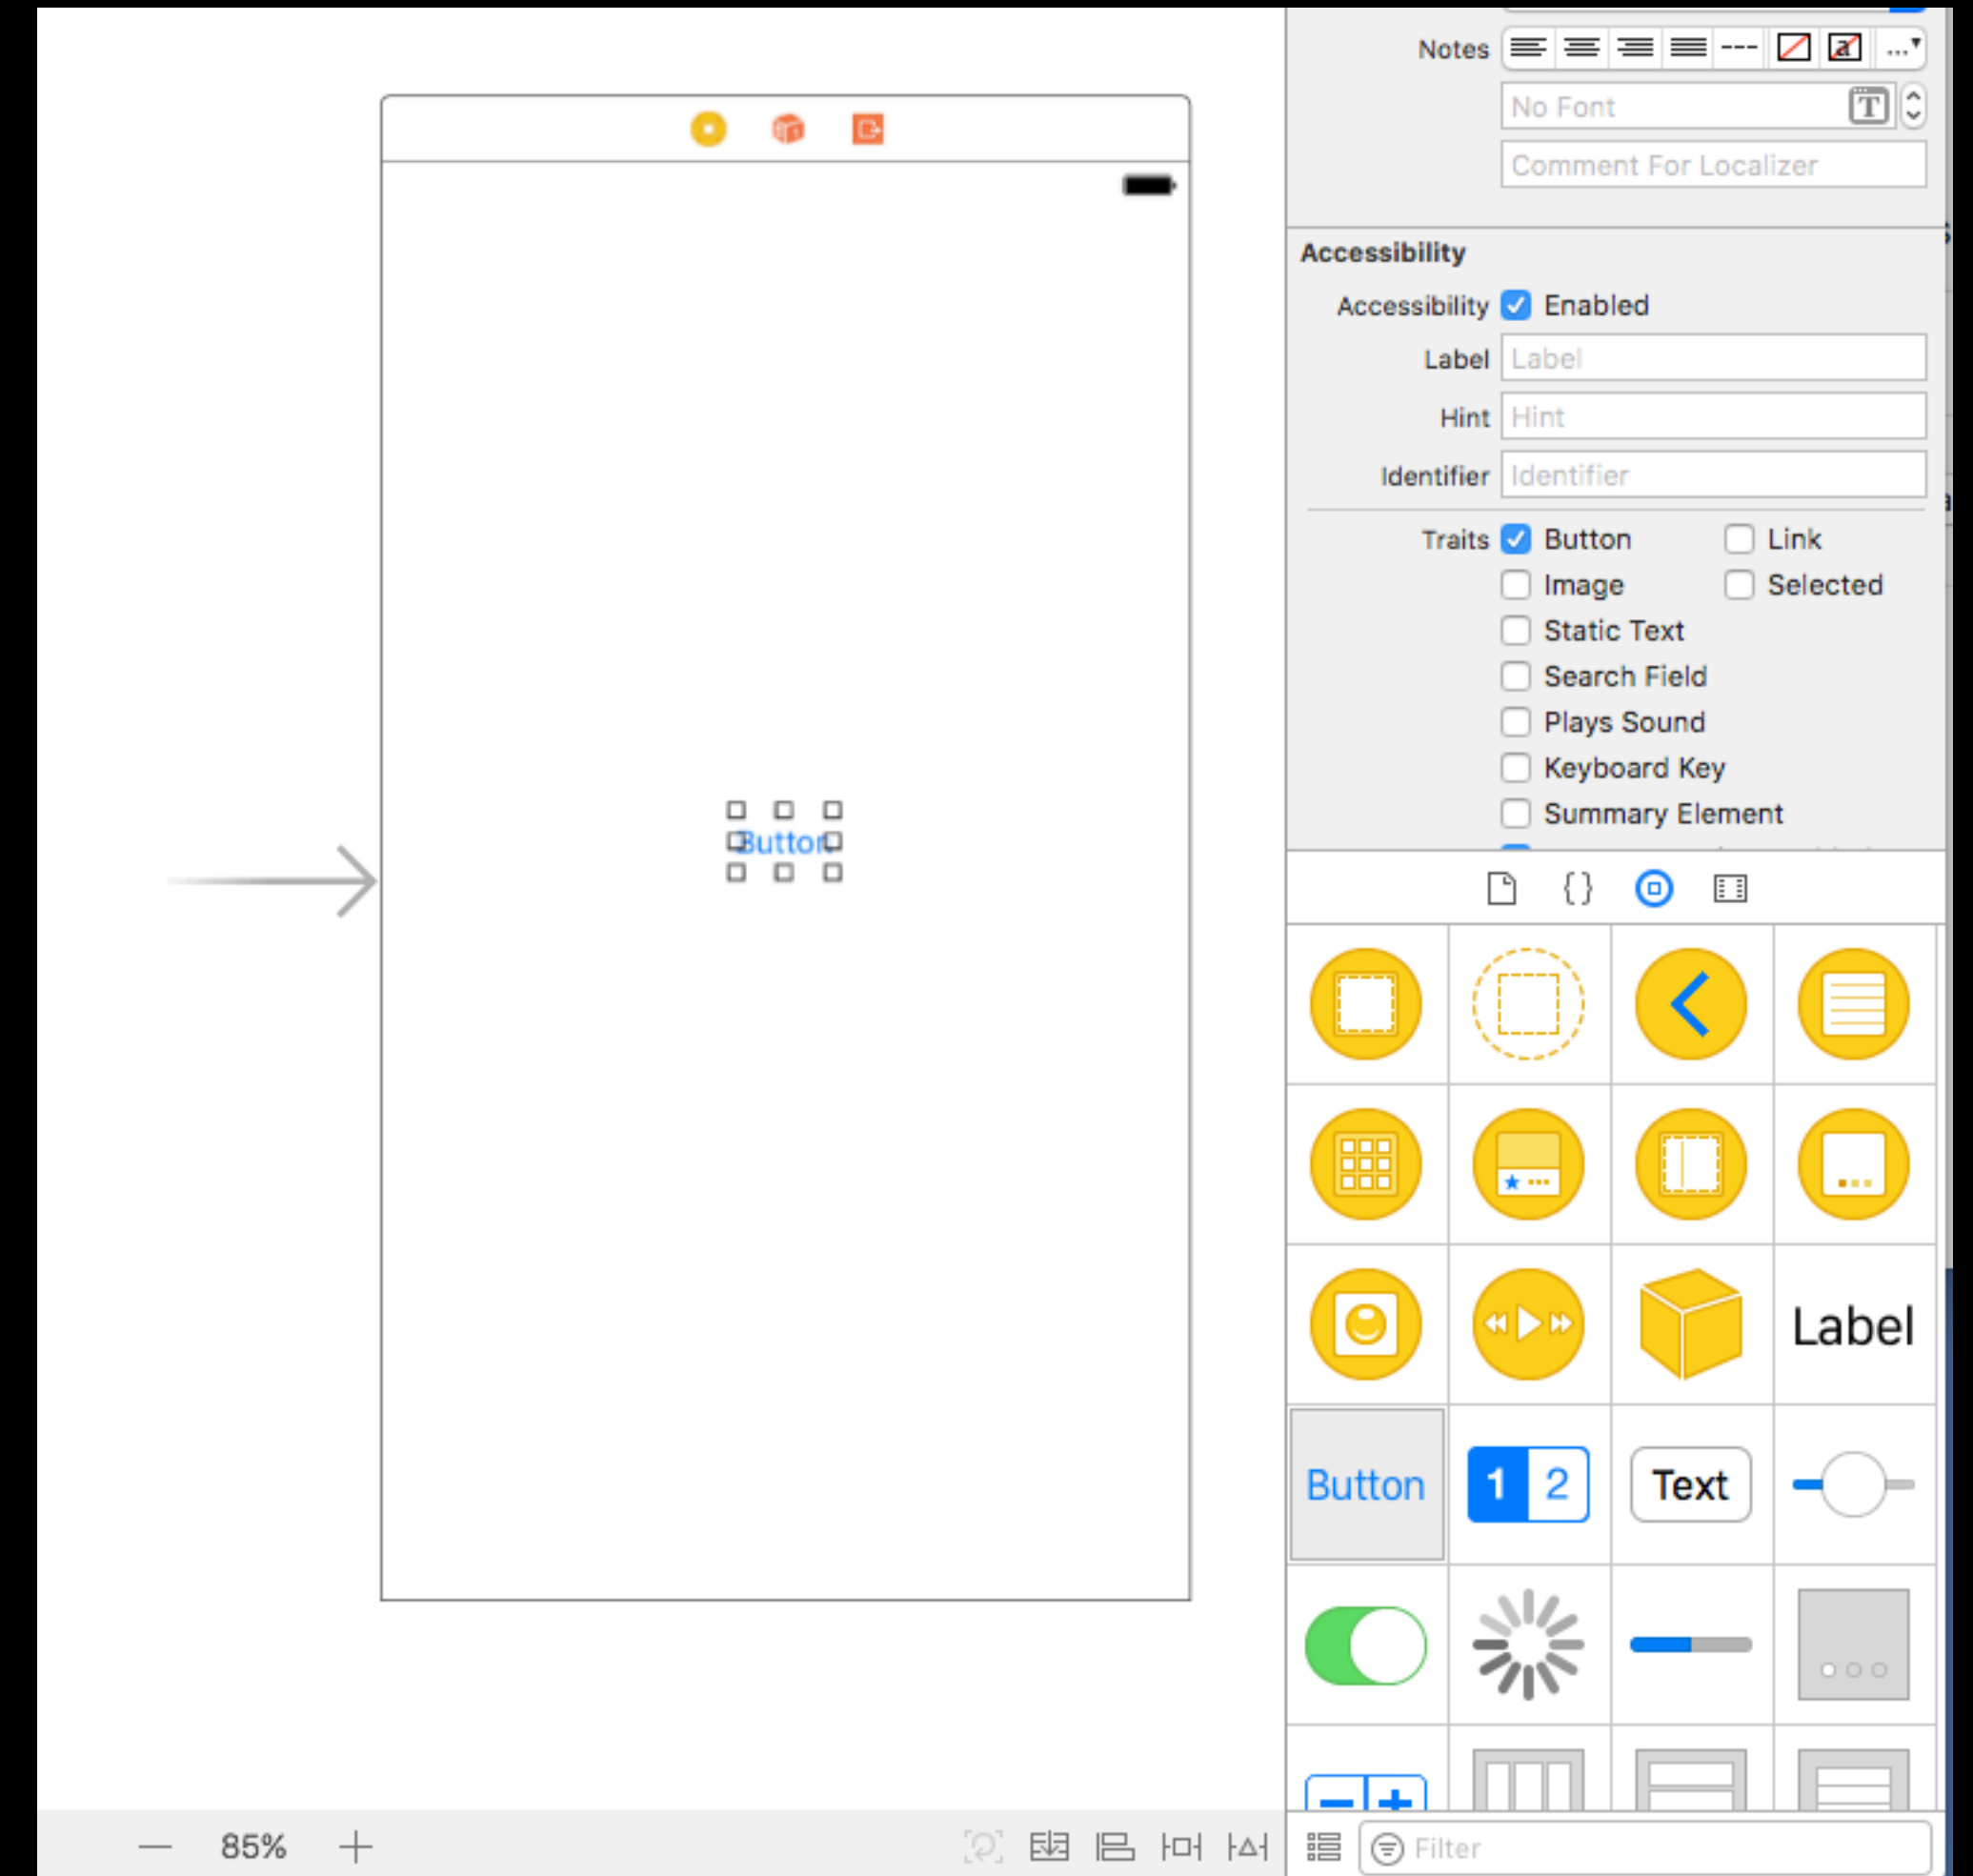 Notes
No Font
T
Comment For Localizer
Accessibility
Accessibility Enabled
Label Label
Hint Hint
Identifier Identifier
Traits Button Link
Image Selected
Static Text
Search Field
Plays Sound
Keyboard Key
Summary Element
Button
{}
Label
Button 1 2 Text
85%
Filter